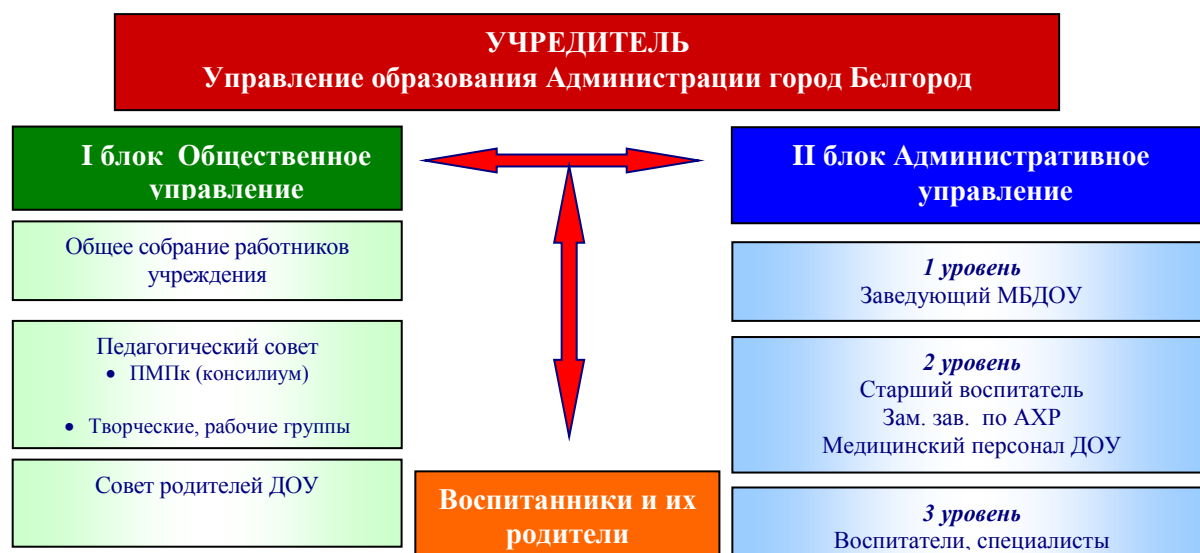 УЧРЕДИТЕЛЬ
Управление образования Администрации город Белгород
I блок Общественное
управление
Общее собрание работников
учреждения
Педагогический совет
• ПМПк (консилиум)
• Творческие, рабочие группы
Совет родителей ДОУ
Воспитанники и их
родители
II блок Административное
управление
1 уровень
Заведующий МБДОУ
2 уровень
Старший воспитатель
Зам. зав. по АХР
Медицинский персонал ДОУ
3 уровень
Воспитатели, специалисты